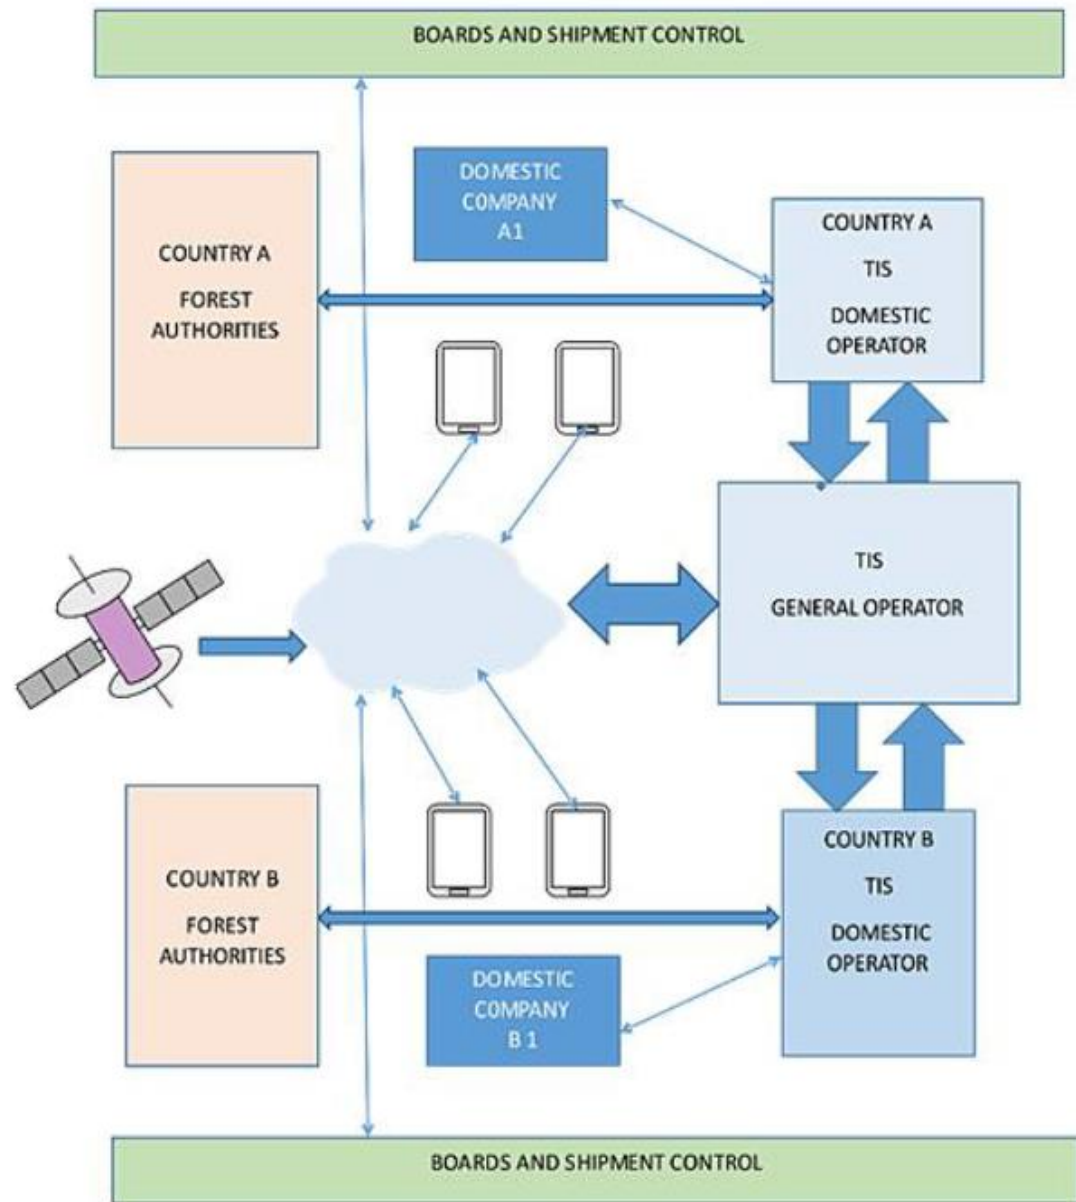 BOARDS AND SHIPMENT CONTROL
DOMESTIC
COMPANY
A1
COUNTRY A
FOREST
AUTHORITIES
COUNTRY A
TIS
DOMESTIC
OPERATOR
TIS
GENERAL OPERATOR
COUNTRY B
FOREST
AUTHORITIES
COUNTRY B
TIS
DOMESTIC
OPERATOR
DOMESTIC
COMPANY
B 1
BOARDS AND SHIPMENT CONTROL